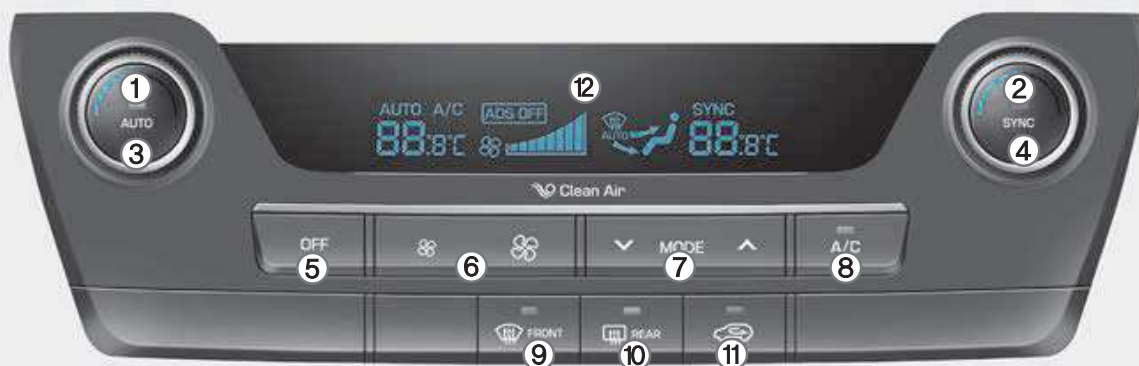 ① ②
AUTO SYNC
③ ④
⑫
AUTO A/C ADS OFF SYNC
88:8°C AUTO 88:8°C
Clean Air
OFF MODE A/C
⑤ ⑥ ⑦ ⑧
FRONT REAR
⑨ ⑩ ⑪